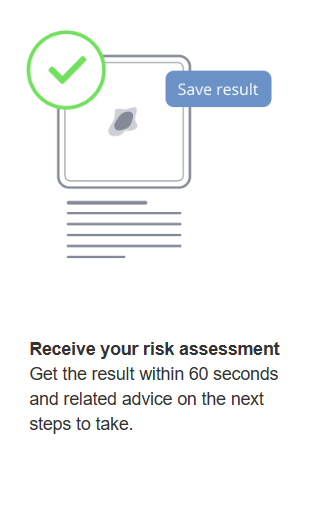 Save result
Receive your risk assessment
Get the result within 60 seconds
and related advice on the next
steps to take.